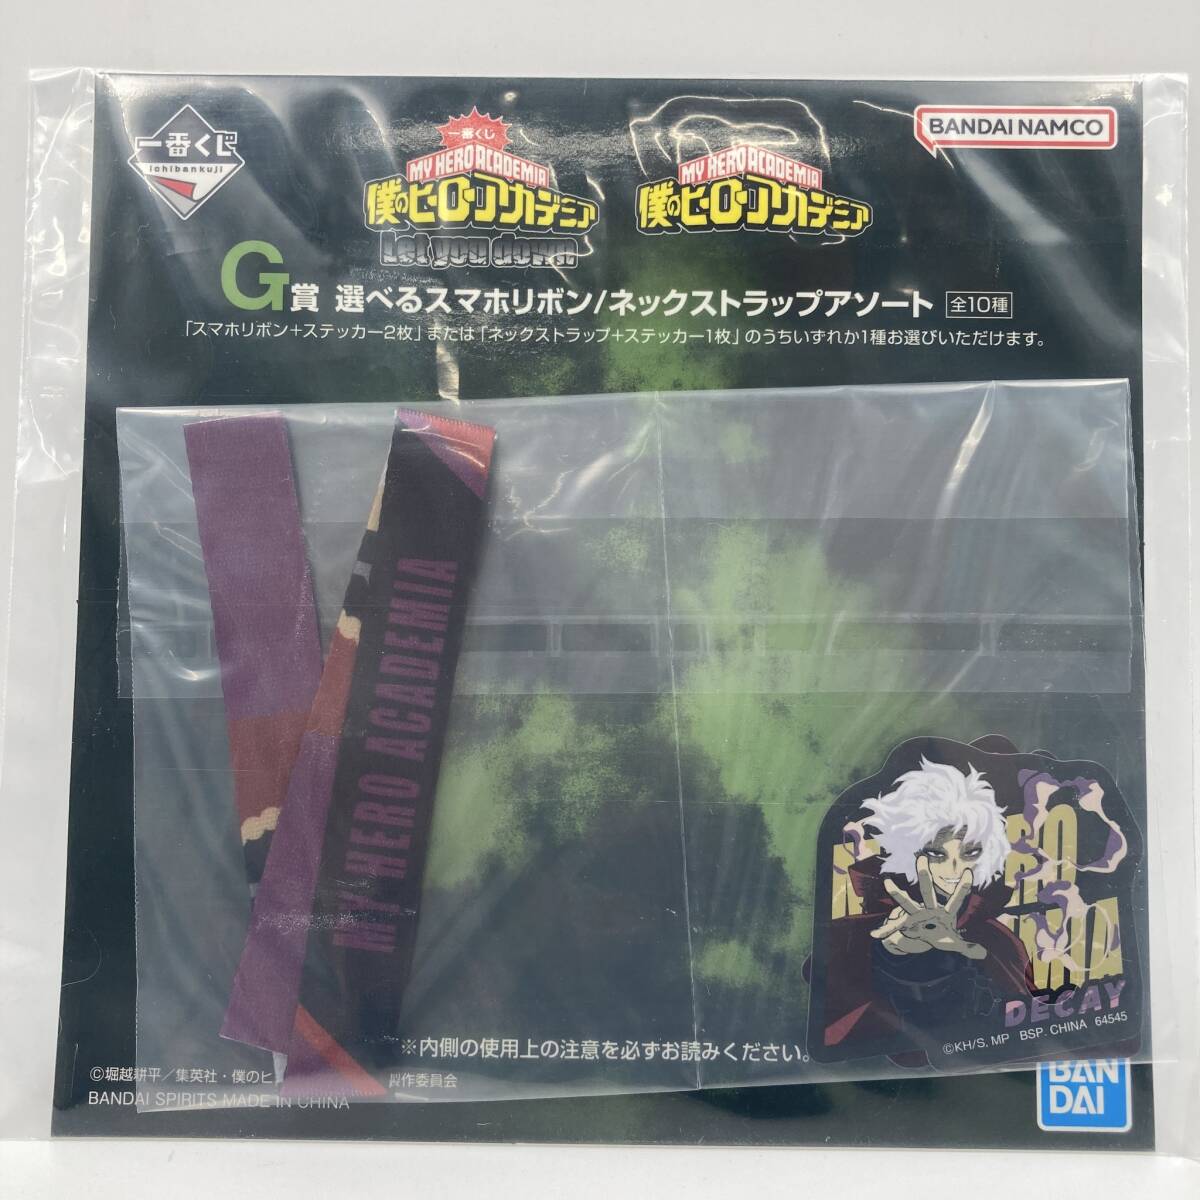 一番くじ
ichibankuji
一番くじ
MY HERO ACADEMIA
僕のヒーローアカデミア
Let you down
MY HERO ACADEMIA
僕のヒーローアカデミア
BANDAI NAMCO
G賞 選べるスマホリボン/ネックストラップアソート 全10種
「スマホリボン+ステッカー2枚」または「ネックストラップ+ステッカー1枚」のうちいずれか1種お選びいただけます。
MY HERO ACADEMIA
DECAY
©KH/S. MP BSP. CHINA 64545
※内側の使用上の注意を必ずお読みください。
©堀越耕平／集英社・僕のヒ 製作委員会
BANDAI SPIRITS MADE IN CHINA
BAN
DAI